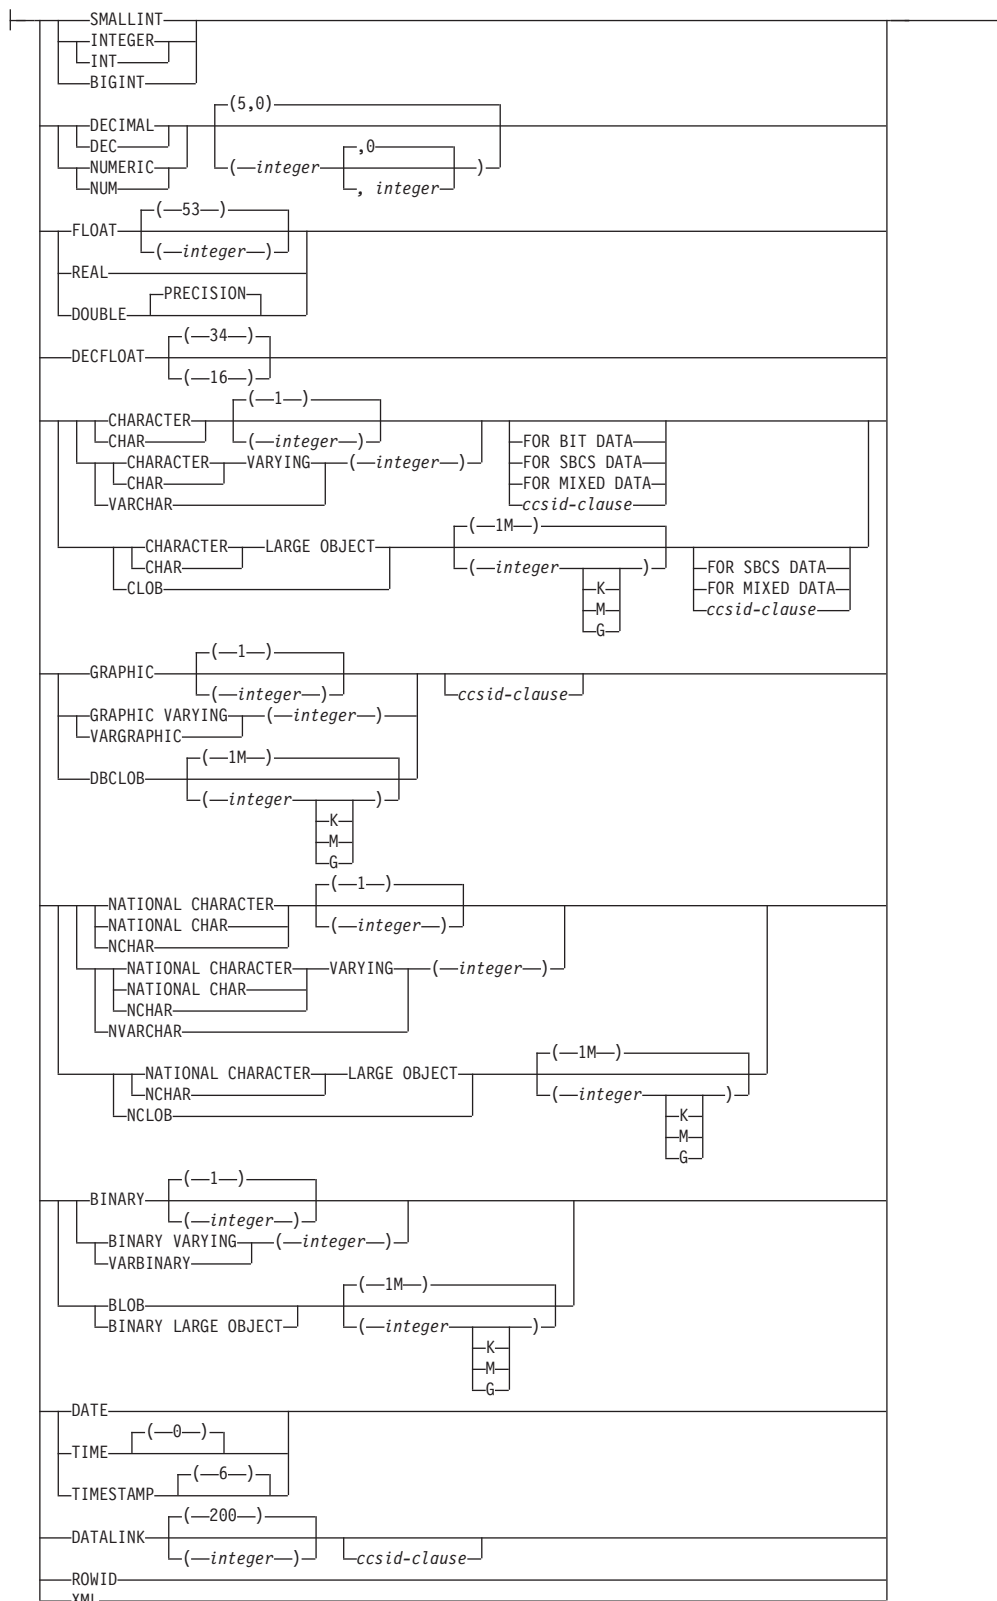 SMALLINT
INTEGER
INT
BIGINT
(5,0)
DECIMAL
DEC
,0
NUMERIC
( integer )
NUM
, integer
( 53 )
FLOAT
( integer )
REAL
PRECISION
DOUBLE
( 34 )
DECFLOAT
( 16 )
( 1 )
CHARACTER
CHAR
( integer )
FOR BIT DATA
CHARACTER VARYING ( integer )
FOR SBCS DATA
CHAR
FOR MIXED DATA
VARCHAR
ccsid-clause
( 1M )
CHARACTER LARGE OBJECT
CHAR
( integer )
FOR SBCS DATA
CLOB
K
FOR MIXED DATA
M
ccsid-clause
G
( 1 )
GRAPHIC
( integer )
ccsid-clause
GRAPHIC VARYING ( integer )
VARGRAPHIC
( 1M )
DBCLOB
( integer )
K
M
G
( 1 )
NATIONAL CHARACTER
NATIONAL CHAR
( integer )
NCHAR
NATIONAL CHARACTER VARYING ( integer )
NATIONAL CHAR
NCHAR
NVARCHAR
( 1M )
NATIONAL CHARACTER LARGE OBJECT
NCHAR
( integer )
NCLOB
K
M
G
( 1 )
BINARY
( integer )
BINARY VARYING ( integer )
VARBINARY
( 1M )
BLOB
BINARY LARGE OBJECT
( integer )
K
M
G
DATE
( 0 )
TIME
( 6 )
TIMESTAMP
( 200 )
DATALINK
( integer )
ccsid-clause
ROWID
XML